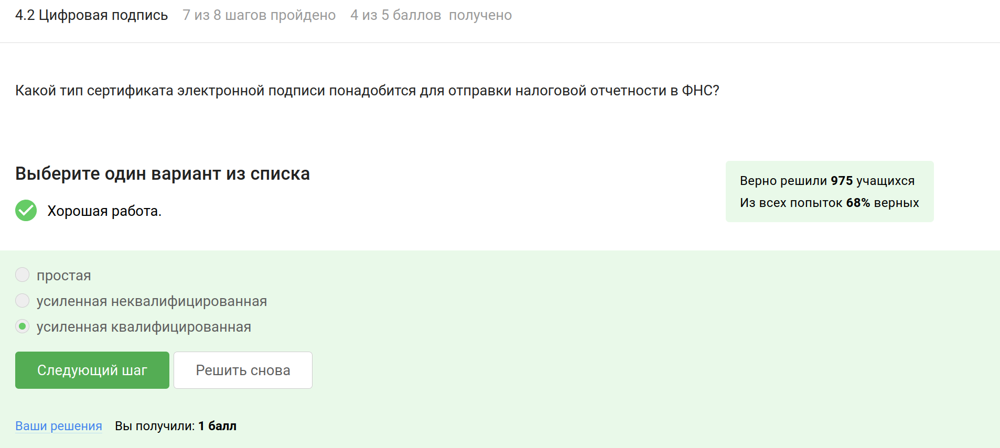 4.2 Цифровая подпись 7 из 8 шагов пройдено 4 из 5 баллов получено
Какой тип сертификата электронной подписи понадобится для отправки налоговой отчетности в ФНС?
Выберите один вариант из списка
Хорошая работа.
Верно решили 975 учащихся
Из всех попыток 68% верных
простая
усиленная неквалифицированная
усиленная квалифицированная
Следующий шаг Решить снова
Ваши решения Вы получили: 1 балл